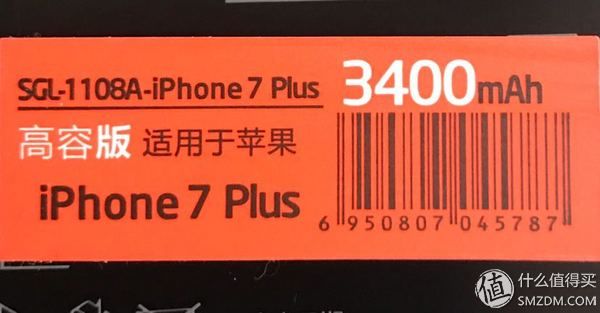 SGL-1108A-iPhone 7 Plus
3400mAh
高容版 适用于苹果
iPhone 7 Plus
6 950807 045787
值 什么值得买
SMZDM.COM